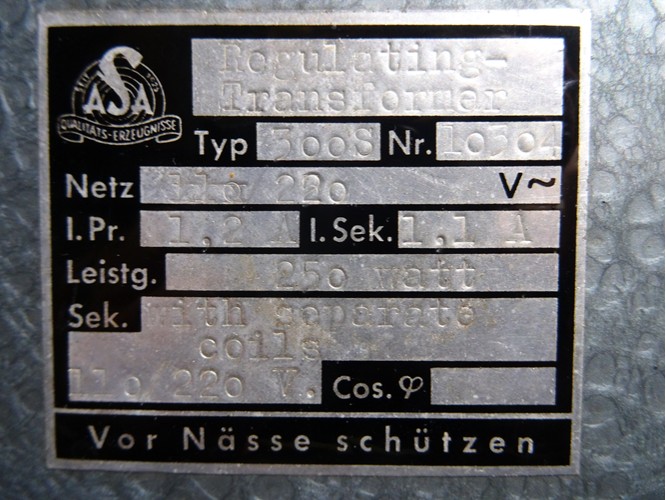 SEIT
ASA
QUALITÄTS-ERZEUGNISSE
Regulating-
Transformer
Typ 300S Nr. 10304
Netz 110 220 V~
I.Pr. 1,2 A I.Sek. 1,1 A
Leistg. 250 watt
Sek. with separate
coils
110/220 V. Cos. φ
Vor Nässe schützen